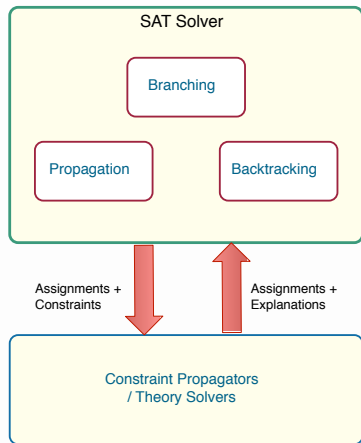 SAT Solver
Branching
Propagation
Backtracking
Assignments +
Constraints
Assignments +
Explanations
Constraint Propagators
/ Theory Solvers